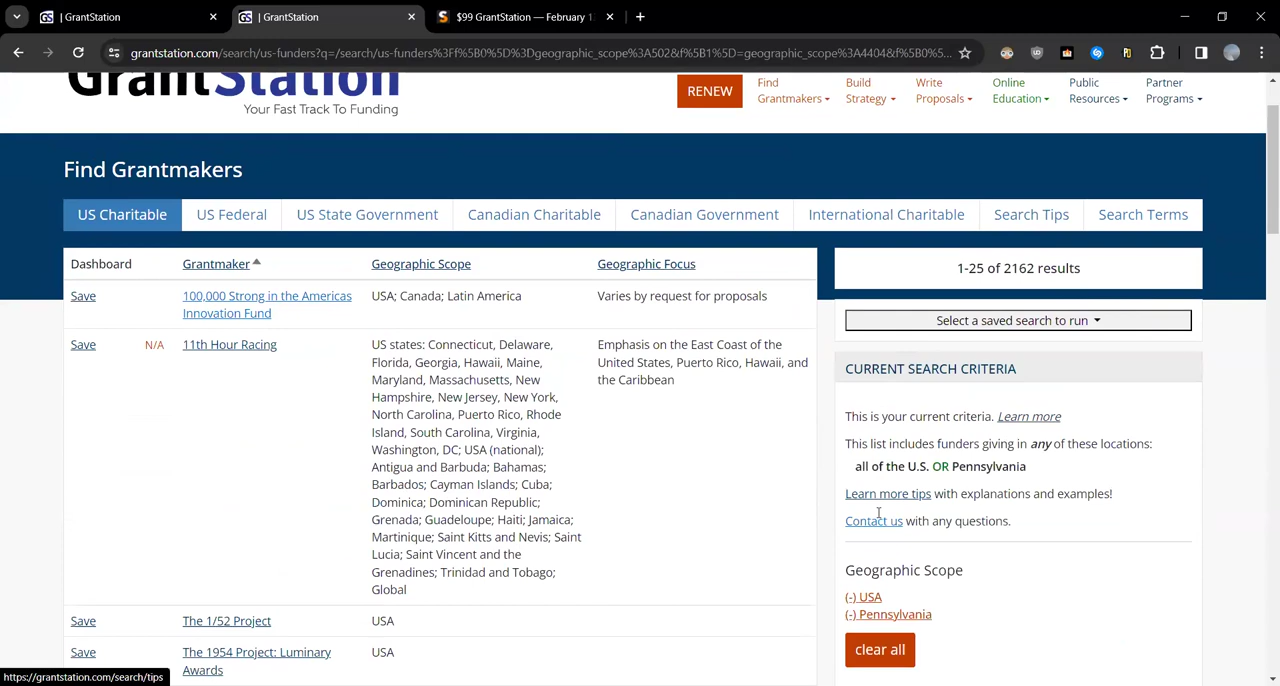 | GrantStation
| GrantStation
$99 GrantStation — February 1
grantstation.com/search/us-funders?q=/search/us-funders%3Ff%5B0%5D%3Dgeographic_scope%3A502&f%5B1%5D=geographic_scope%3A4404&f%5B0%5...
GrantStation
Your Fast Track To Funding
RENEW
Find Grantmakers
Build Strategy
Write Proposals
Online Education
Public Resources
Partner Programs
Find Grantmakers
US Charitable
US Federal
US State Government
Canadian Charitable
Canadian Government
International Charitable
Search Tips
Search Terms
Dashboard
Grantmaker
Geographic Scope
Geographic Focus
Save
100,000 Strong in the Americas
Innovation Fund
USA; Canada; Latin America
Varies by request for proposals
Save
N/A
11th Hour Racing
US states: Connecticut, Delaware,
Florida, Georgia, Hawaii, Maine,
Maryland, Massachusetts, New
Hampshire, New Jersey, New York,
North Carolina, Puerto Rico, Rhode
Island, South Carolina, Virginia,
Washington, DC; USA (national);
Antigua and Barbuda; Bahamas;
Barbados; Cayman Islands; Cuba;
Dominica; Dominican Republic;
Grenada; Guadeloupe; Haiti; Jamaica;
Martinique; Saint Kitts and Nevis; Saint
Lucia; Saint Vincent and the
Grenadines; Trinidad and Tobago;
Global
Emphasis on the East Coast of the
United States, Puerto Rico, Hawaii, and
the Caribbean
Save
The 1/52 Project
USA
Save
The 1954 Project: Luminary
Awards
USA
1-25 of 2162 results
Select a saved search to run
CURRENT SEARCH CRITERIA
This is your current criteria. Learn more
This list includes funders giving in any of these locations:
all of the U.S. OR Pennsylvania
Learn more tips with explanations and examples!
Contact us with any questions.
Geographic Scope
(-) USA
(-) Pennsylvania
clear all
https://grantstation.com/search/tips